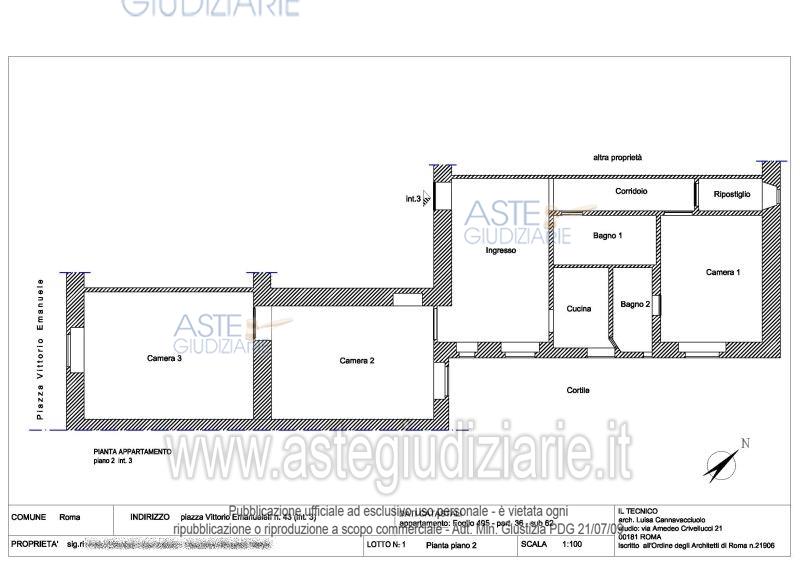 GIUDIZIARIE
altra proprietà
Corridoio
Ripostiglio
int.3
ASTE
GIUDIZIARIE
Ingresso
Bagno 1
Camera 1
Piazza Vittorio Emanuele
Cucina
Bagno 2
ASTE
GIUDIZIARIE
Camera 3
Camera 2
Cortile
PIANTA APPARTAMENTO
piano 2 int. 3
www.astegiudiziarie.it
N
COMUNE Roma
INDIRIZZO piazza Vittorio Emanuele II n. 43 (int. 3)
DATI CATASTALI
appartamento: Foglio 495 - part. 36 - sub 62
Pubblicazione ufficiale ad esclusivo uso personale - è vietata ogni
ripubblicazione o riproduzione a scopo commerciale - Aut. Min. Giustizia PDG 21/07/09
IL TECNICO
arch. Luisa Cannavacciuolo
studio: via Amedeo Crivellucci 21
00181 ROMA
iscritto all'Ordine degli Architetti di Roma n.21906
PROPRIETA' sig.ri
LOTTO N. 1
Pianta piano 2
SCALA 1:100